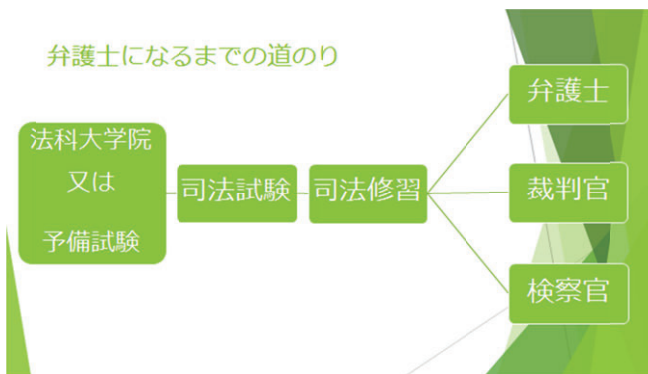 弁護士になるまでの道のり
法科大学院
又は
予備試験
司法試験
司法修習
弁護士
裁判官
検察官